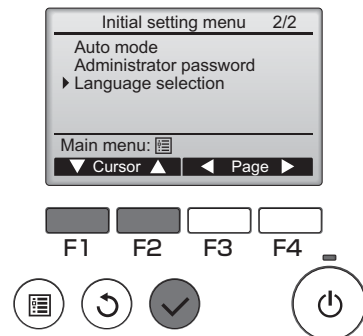 Initial setting menu 2/2
Auto mode
Administrator password
Language selection
Main menu:
Cursor Page
F1 F2 F3 F4